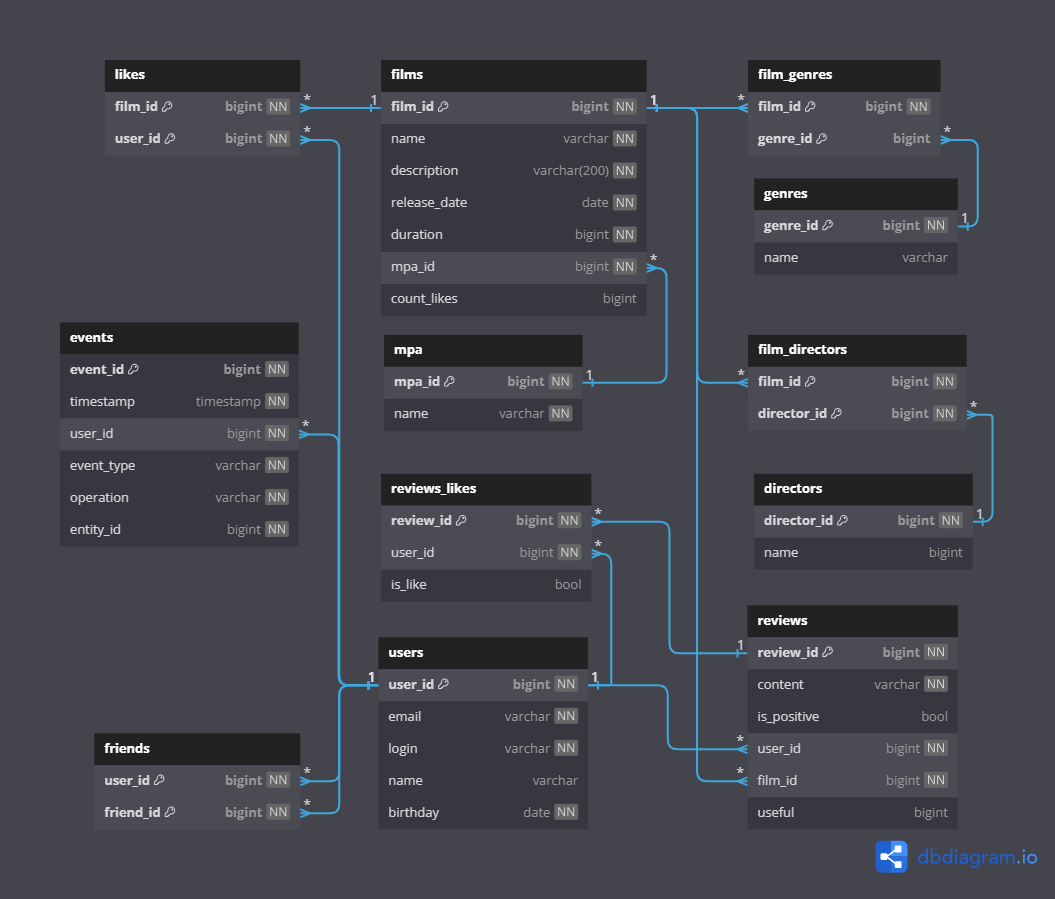 likes
film_id bigint NN
user_id bigint NN
* 1
*
films
film_id bigint NN
name varchar NN
description varchar(200) NN
release_date date NN
duration bigint NN
mpa_id bigint NN
count_likes bigint
1 *
*
film_genres
film_id bigint NN
genre_id bigint
*
genres
genre_id bigint NN
name varchar
1
events
event_id bigint NN
timestamp timestamp NN
user_id bigint NN
event_type varchar NN
operation varchar NN
entity_id bigint NN
*
mpa
mpa_id bigint NN
name varchar NN
1
film_directors
film_id bigint NN
director_id bigint NN
*
*
reviews_likes
review_id bigint NN
user_id bigint NN
is_like bool
*
*
directors
director_id bigint NN
name bigint
1
users
user_id bigint NN
email varchar NN
login varchar NN
name varchar
birthday date NN
1 1
reviews
review_id bigint NN
content varchar NN
is_positive bool
user_id bigint NN
film_id bigint NN
useful bigint
1
*
*
friends
user_id bigint NN
friend_id bigint NN
*
*
dbdiagram.io